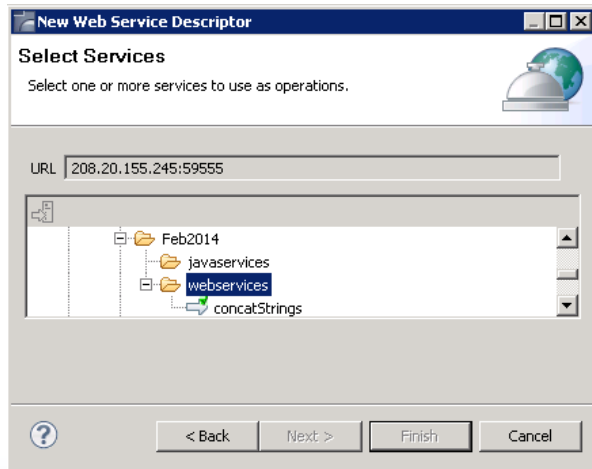 New Web Service Descriptor
Select Services
Select one or more services to use as operations.
URL 208.20.155.245:59555
Feb2014
javaservices
webservices
concatStrings
?
< Back Next > Finish Cancel